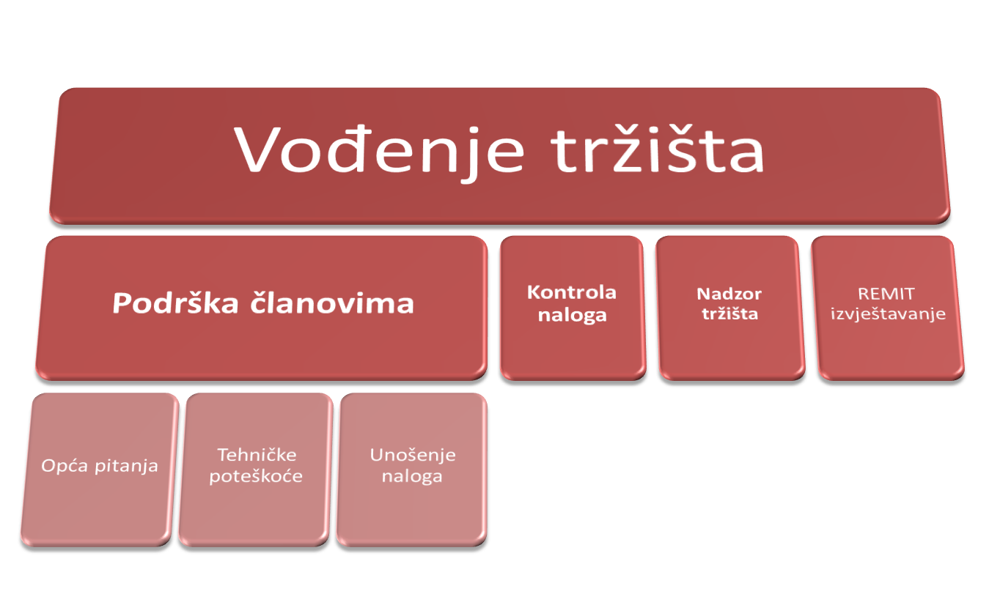 Vođenje tržišta
Podrška članovima
Kontrola
naloga
Nadzor
tržišta
REMIT
izvještavanje
Opća pitanja
Tehničke
poteškoće
Unošenje
naloga